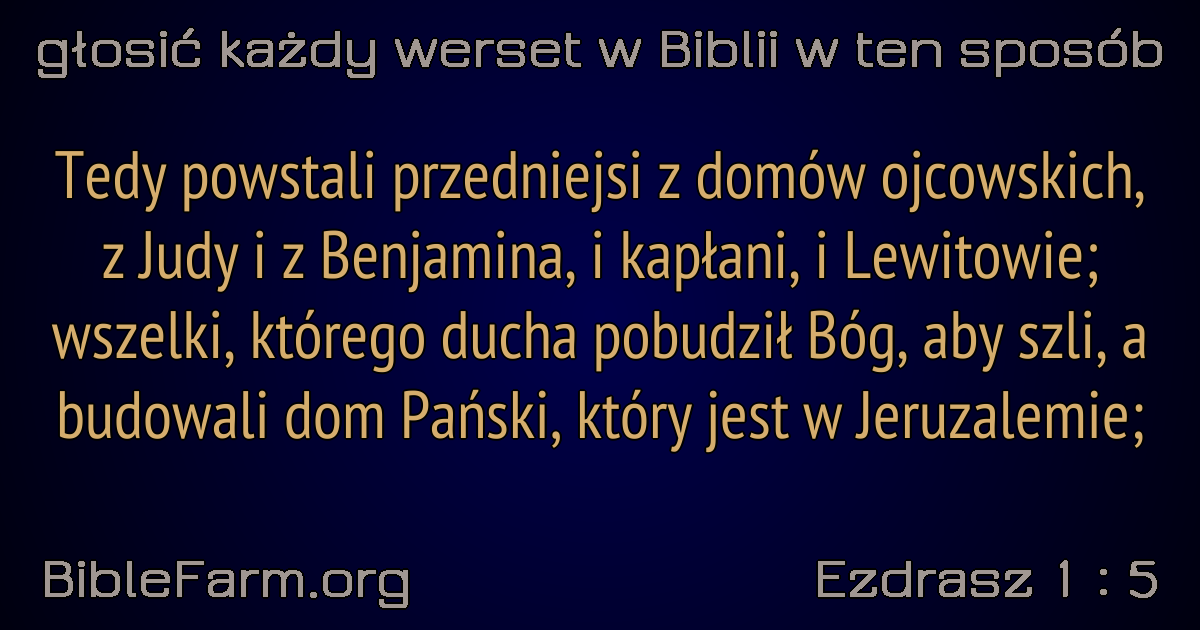 głosić każdy werset w Biblii w ten sposób
Tedy powstali przedniejsi z domów ojcowskich,
z Judy i z Benjamina, i kapłani, i Lewitowie;
wszelki, którego ducha pobudził Bóg, aby szli, a
budowali dom Pański, który jest w Jeruzalemie;
BibleFarm.org
Ezdrasz 1 : 5